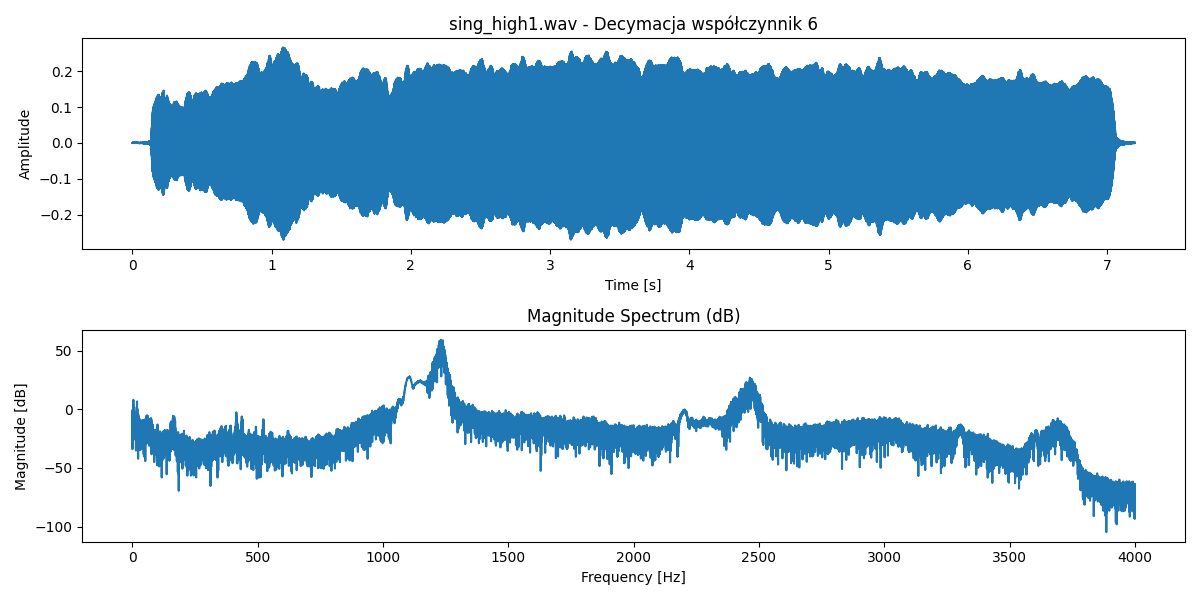 sing_high1.wav - Decymacja współczynnik 6
0.2
0.1
0.0
−0.1
−0.2
Amplitude
0 1 2 3 4 5 6 7
Time [s]
Magnitude Spectrum (dB)
50
0
−50
−100
Magnitude [dB]
0 500 1000 1500 2000 2500 3000 3500 4000
Frequency [Hz]